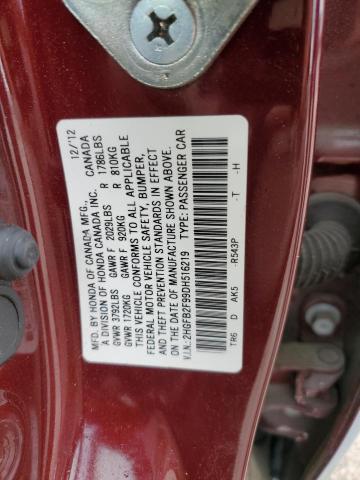 MFD. BY HONDA OF CANADA MFG., 12/12
A DIVISION OF HONDA CANADA INC. CANADA
GVWR 3792LBS GAWR F 2029LBS R 1786LBS
GVWR 1720KG GAWR F 920KG R 810KG
THIS VEHICLE CONFORMS TO ALL APPLICABLE
FEDERAL MOTOR VEHICLE SAFETY, BUMPER,
AND THEFT PREVENTION STANDARDS IN EFFECT
ON THE DATE OF MANUFACTURE SHOWN ABOVE.
V.I.N.: 2HGFB2F99DH516219 TYPE: PASSENGER CAR
TR6 D AK5 -R543P -T -H